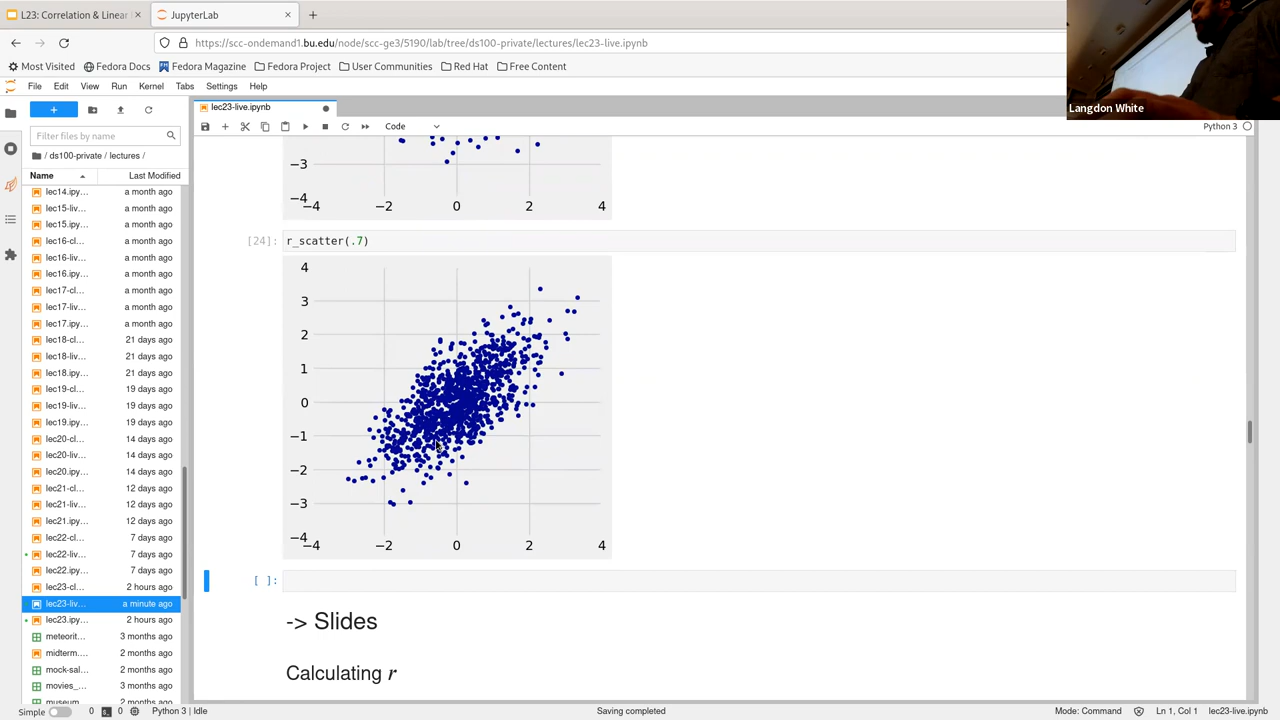 L23: Correlation & Linear
JupyterLab
https://scc-ondemand1.bu.edu/node/scc-ge3/5190/lab/tree/ds100-private/lectures/lec23-live.ipynb
Most Visited
Fedora Docs
Fedora Magazine
Fedora Project
User Communities
Red Hat
Free Content
Langdon White
File Edit View Run Kernel Tabs Settings Help
lec23-live.ipynb
Filter files by name
Code
Python 3
/ ds100-private / lectures /
Name Last Modified
lec14.ipy... a month ago
lec15-liv... a month ago
lec15.ipy... a month ago
lec16-cl... a month ago
lec16-liv... a month ago
lec16.ipy... a month ago
lec17-cl... a month ago
lec17-liv... a month ago
lec17.ipy... a month ago
lec18-cl... 21 days ago
lec18-liv... 21 days ago
lec18.ipy... 21 days ago
lec19-cl... 19 days ago
lec19-liv... 19 days ago
lec19.ipy... 19 days ago
lec20-cl... 14 days ago
lec20-liv... 14 days ago
lec20.ipy... 14 days ago
lec21-cl... 12 days ago
lec21-liv... 12 days ago
lec21.ipy... 12 days ago
lec22-cl... 7 days ago
lec22-liv... 7 days ago
lec22.ipy... 7 days ago
lec23-cl... 2 hours ago
lec23-liv... a minute ago
lec23.ipy... 2 hours ago
meteorit... 3 months ago
midterm.... 2 months ago
mock-sal... 2 months ago
movies_... 3 months ago
museum 2 months ago
−3
−4
−4 −2 0 2 4
[24]: r_scatter(.7)
4
3
2
1
0
−1
−2
−3
−4
−4 −2 0 2 4
[ ]:
-> Slides
Calculating r
Simple 0 0 Python 3 | Idle Saving completed Mode: Command Ln 1, Col 1 lec23-live.ipynb